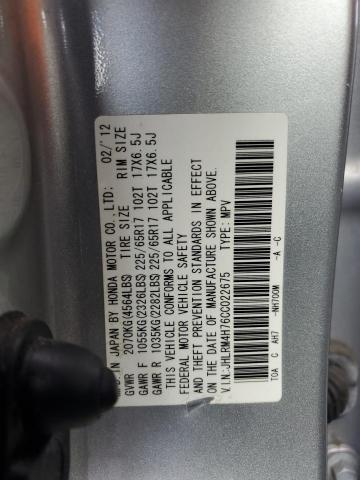 MFD.IN JAPAN BY HONDA MOTOR CO.,LTD: 02/'12
GVWR 2070KG(4564LBS) TIRE SIZE RIM SIZE
GAWR F 1055KG(2326LBS) 225/65R17 102T 17X6.5J
GAWR R 1035KG(2282LBS) 225/65R17 102T 17X6.5J
THIS VEHICLE CONFORMS TO ALL APPLICABLE
FEDERAL MOTOR VEHICLE SAFETY
AND THEFT PREVENTION STANDARDS IN EFFECT
ON THE DATE OF MANUFACTURE SHOWN ABOVE.
V.I.N.:JHLRM4H76CC022675 TYPE: MPV
TOA C AH7 -NH700M -A -C